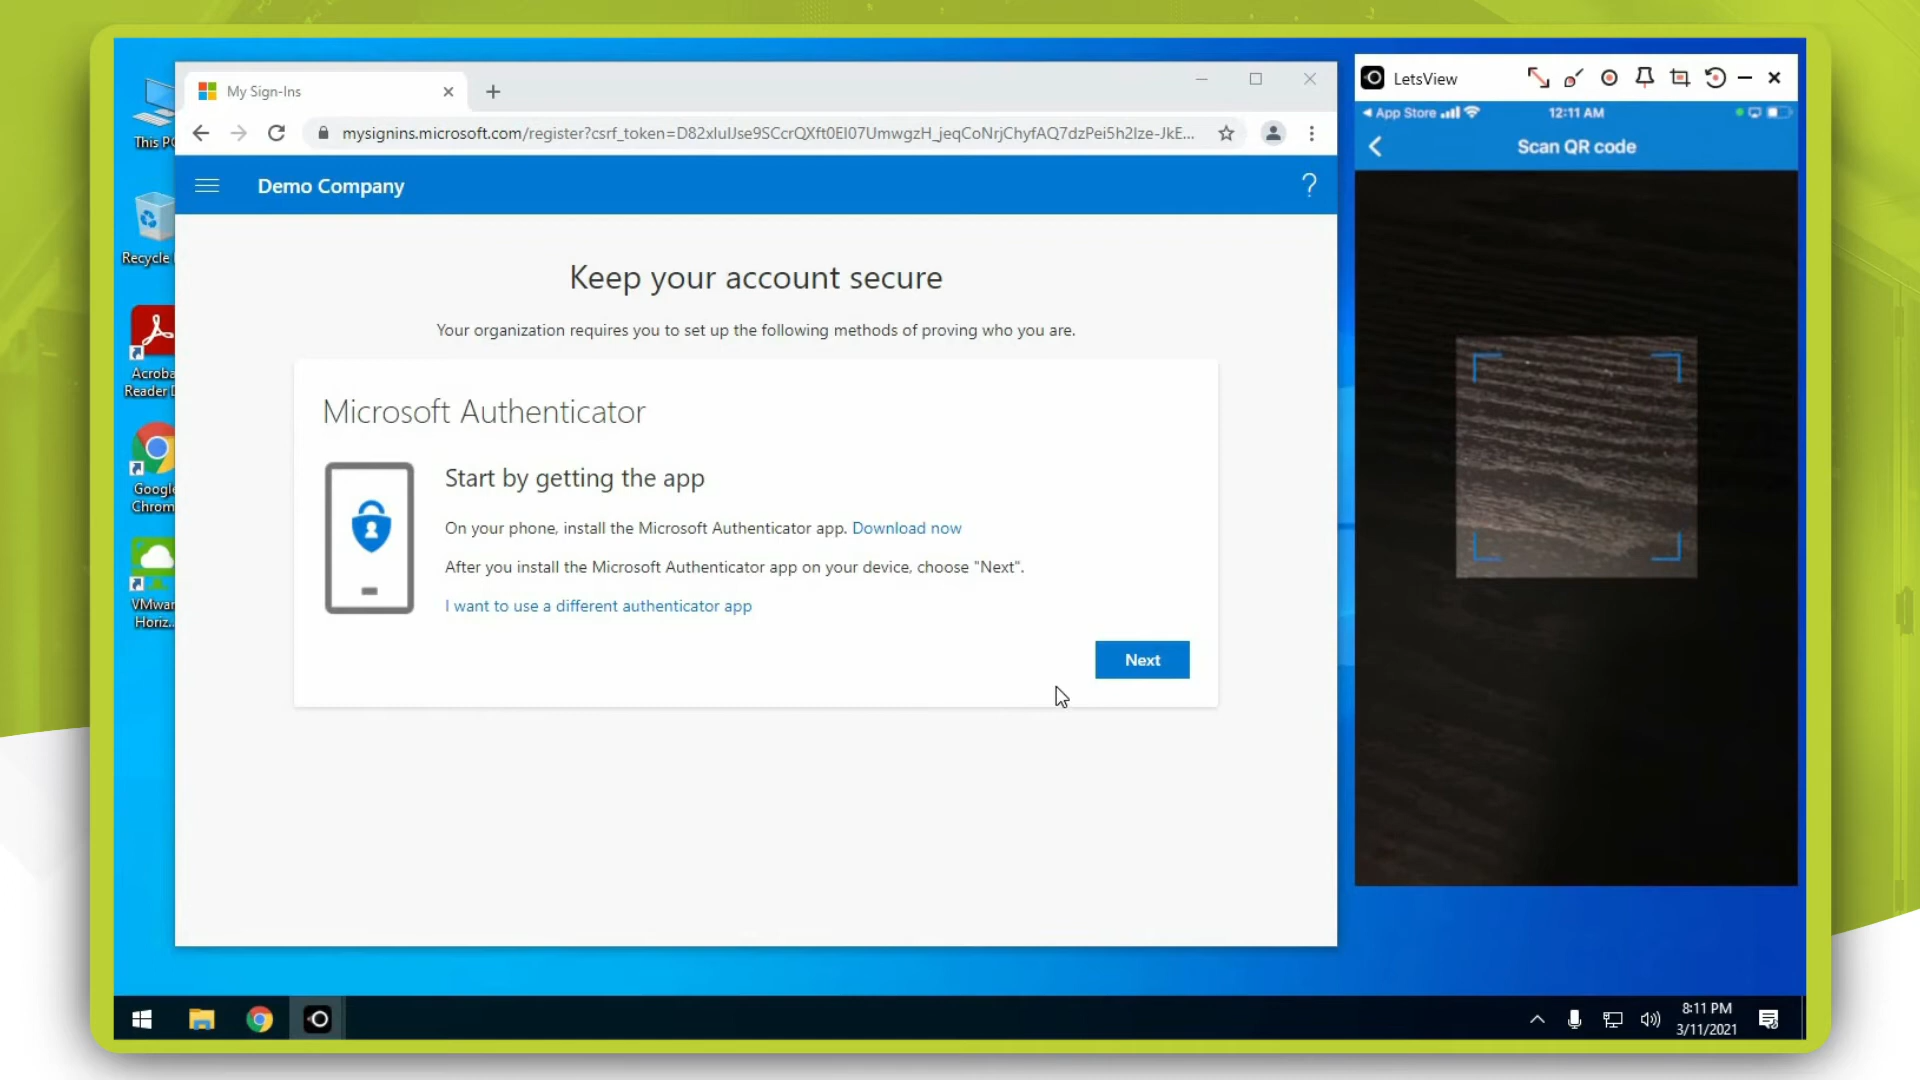 This PC
Recycle
Acroba
Reader D
Google
Chrom
VMwar
Horiz...
My Sign-Ins
mysignins.microsoft.com/register?csrf_token=
Demo Company
?
Keep your account secure
Your organization requires you to set up the following methods of proving who you are.
Microsoft Authenticator
Start by getting the app
On your phone, install the Microsoft Authenticator app. Download now
After you install the Microsoft Authenticator app on your device, choose "Next".
I want to use a different authenticator app
Next
LetsView
App Store
12:11 AM
Scan QR code
8:11 PM
3/11/2021